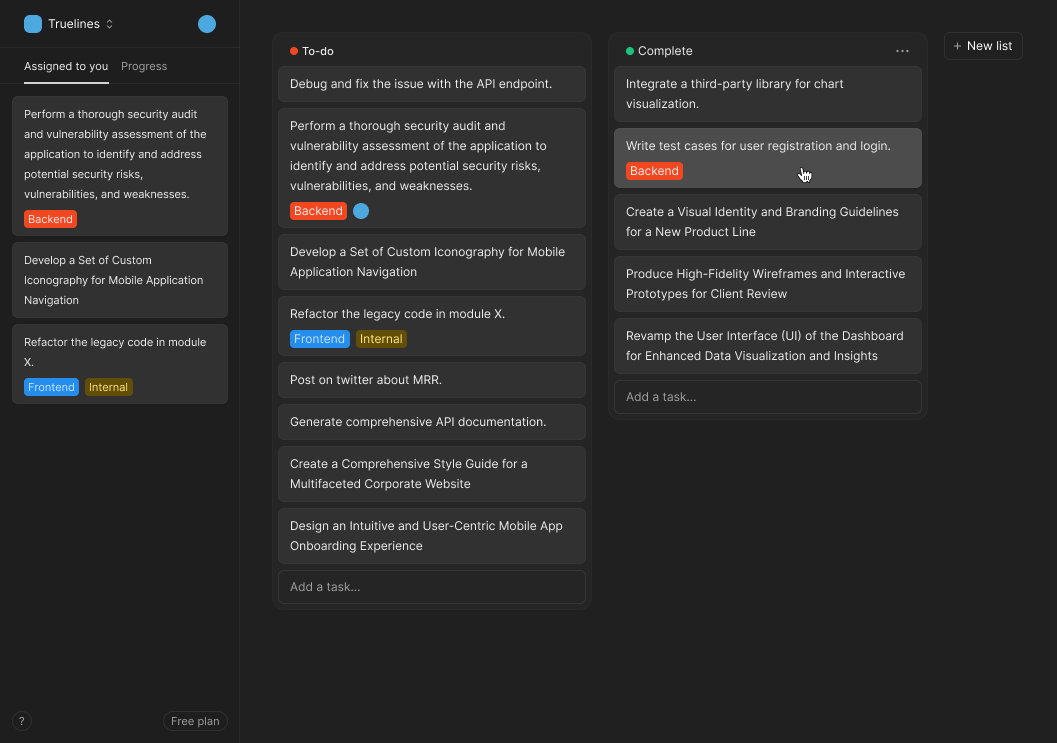 Truelines
Assigned to you
Progress
Perform a thorough security audit
and vulnerability assessment of the
application to identify and address
potential security risks,
vulnerabilities, and weaknesses.
Backend
Develop a Set of Custom
Iconography for Mobile Application
Navigation
Refactor the legacy code in module
X.
Frontend
Internal
?
Free plan
To-do
Debug and fix the issue with the API endpoint.
Perform a thorough security audit and
vulnerability assessment of the application to
identify and address potential security risks,
vulnerabilities, and weaknesses.
Backend
Develop a Set of Custom Iconography for Mobile
Application Navigation
Refactor the legacy code in module X.
Frontend
Internal
Post on twitter about MRR.
Generate comprehensive API documentation.
Create a Comprehensive Style Guide for a
Multifaceted Corporate Website
Design an Intuitive and User-Centric Mobile App
Onboarding Experience
Add a task...
Complete
Integrate a third-party library for chart
visualization.
Write test cases for user registration and login.
Backend
Create a Visual Identity and Branding Guidelines
for a New Product Line
Produce High-Fidelity Wireframes and Interactive
Prototypes for Client Review
Revamp the User Interface (UI) of the Dashboard
for Enhanced Data Visualization and Insights
Add a task...
+ New list